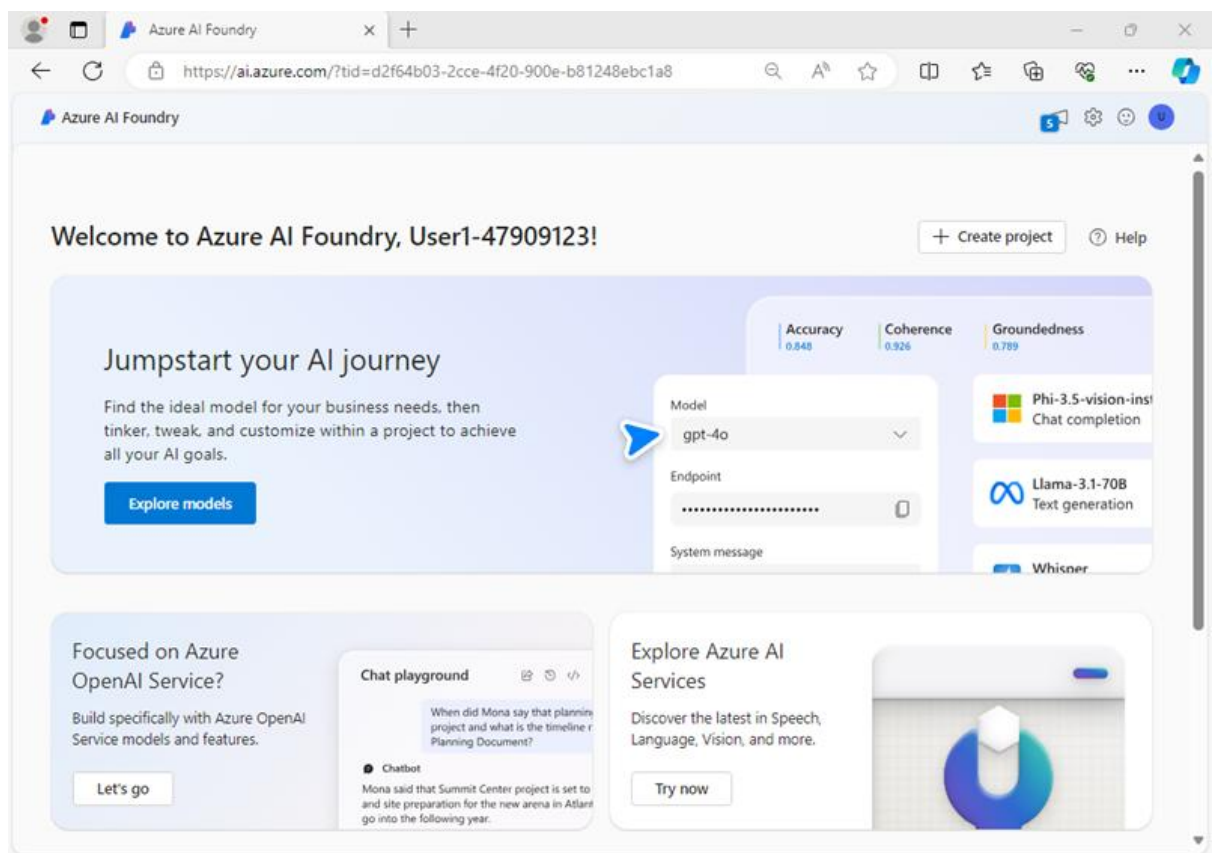 Azure AI Foundry
https://ai.azure.com/?tid=d2f64b03-2cce-4f20-900e-b81248ebc1a8
Azure AI Foundry
5
U
Welcome to Azure AI Foundry, User1-47909123!
+ Create project
Help
Jumpstart your AI journey
Find the ideal model for your business needs, then
tinker, tweak, and customize within a project to achieve
all your AI goals.
Explore models
Accuracy
0.848
Coherence
0.926
Groundedness
0.789
Model
gpt-4o
Endpoint
••••••••••••••••••••••••
System message
Phi-3.5-vision-inst
Chat completion
Llama-3.1-70B
Text generation
Whisper
Focused on Azure
OpenAI Service?
Build specifically with Azure OpenAI
Service models and features.
Let's go
Chat playground
When did Mona say that planning
project and what is the timeline r
Planning Document?
Chatbot
Mona said that Summit Center project is set to
and site preparation for the new arena in Atlant
go into the following year.
Explore Azure AI
Services
Discover the latest in Speech,
Language, Vision, and more.
Try now